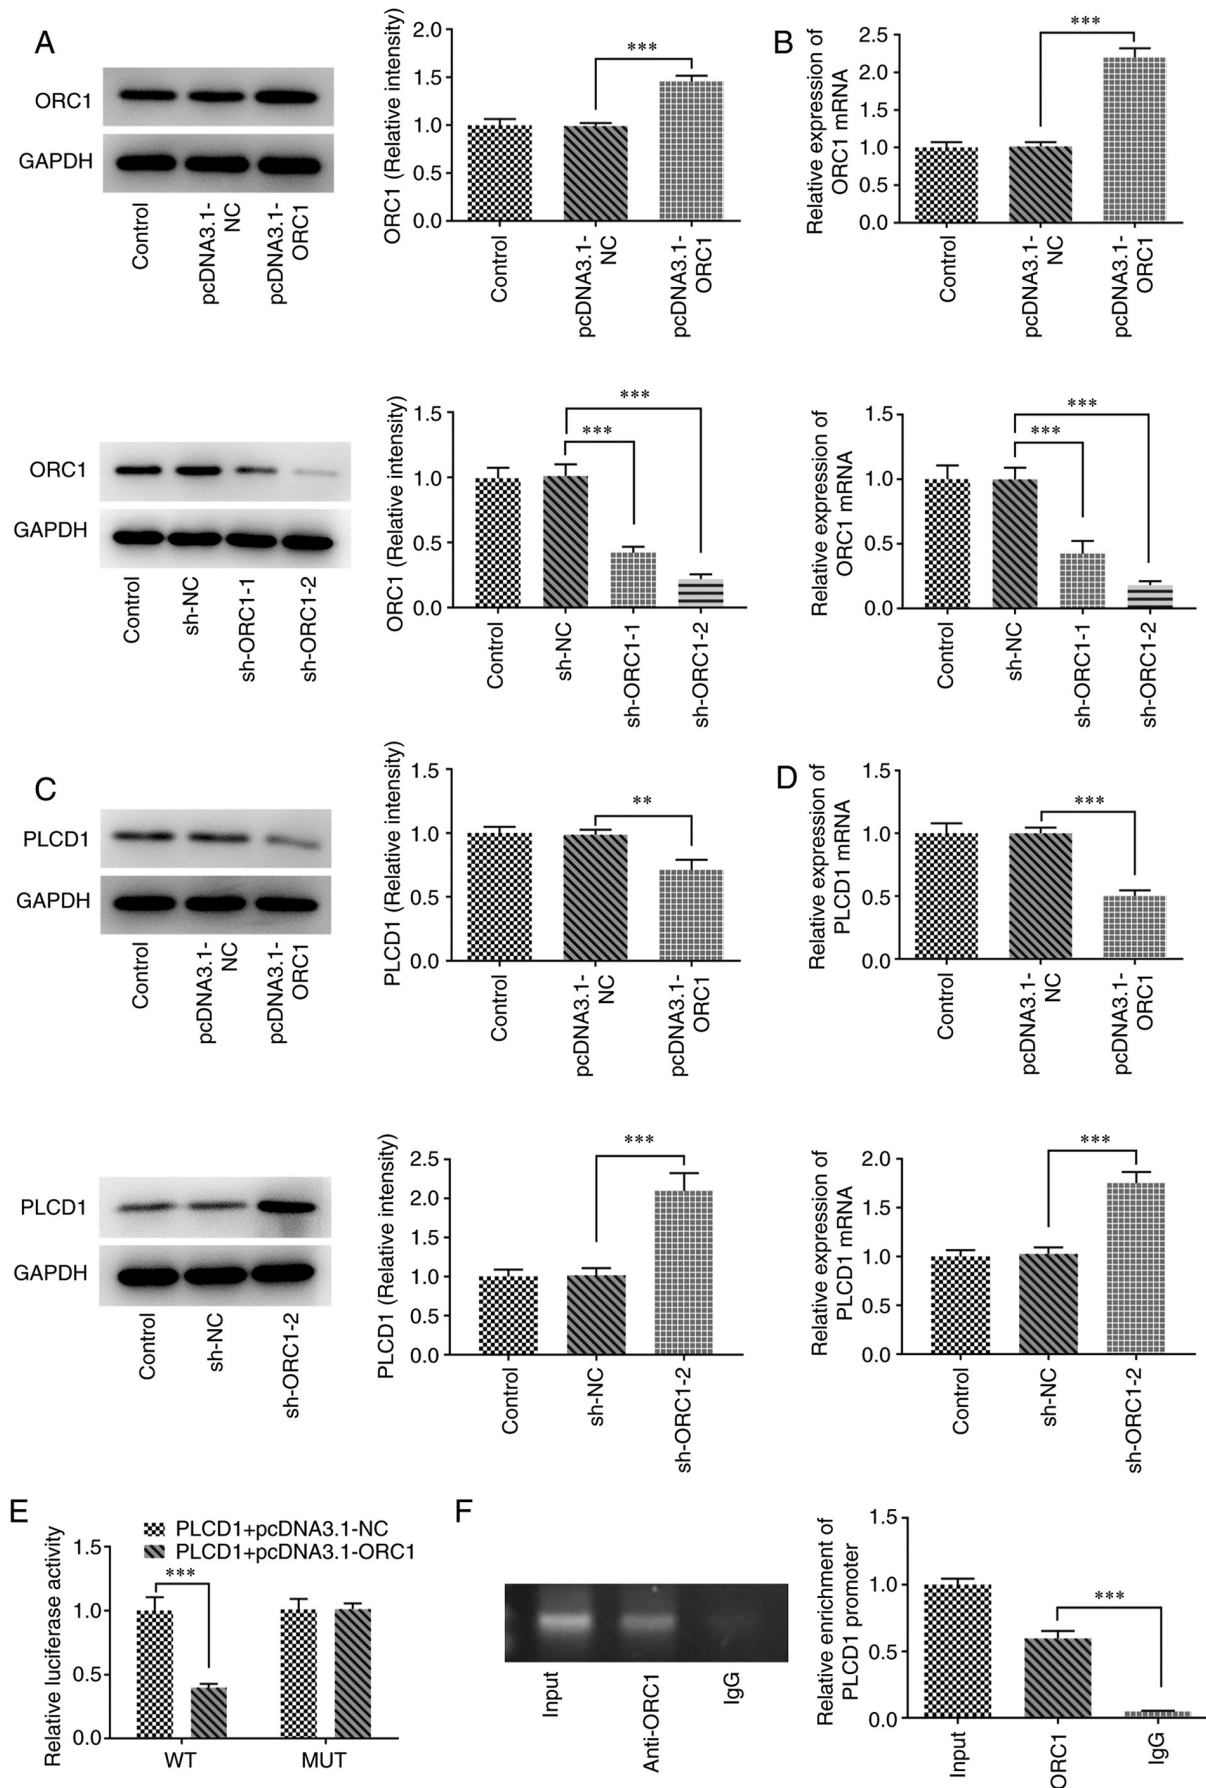 A
ORC1
GAPDH
Control
pcDNA3.1-
NC
pcDNA3.1-
ORC1
ORC1 (Relative intensity)
2.0
1.5
1.0
0.5
0.0
***
Control
pcDNA3.1-
NC
pcDNA3.1-
ORC1
B
Relative expression of
ORC1 mRNA
2.5
2.0
1.5
1.0
0.5
0.0
***
Control
pcDNA3.1-
NC
pcDNA3.1-
ORC1
ORC1
GAPDH
Control
sh-NC
sh-ORC1-1
sh-ORC1-2
ORC1 (Relative intensity)
1.5
1.0
0.5
0.0
***
***
Control
sh-NC
sh-ORC1-1
sh-ORC1-2
Relative expression of
ORC1 mRNA
1.5
1.0
0.5
0.0
***
***
Control
sh-NC
sh-ORC1-1
sh-ORC1-2
C
PLCD1
GAPDH
Control
pcDNA3.1-
NC
pcDNA3.1-
ORC1
PLCD1 (Relative intensity)
1.5
1.0
0.5
0.0
**
Control
pcDNA3.1-
NC
pcDNA3.1-
ORC1
D
Relative expression of
PLCD1 mRNA
1.5
1.0
0.5
0.0
***
Control
pcDNA3.1-
NC
pcDNA3.1-
ORC1
PLCD1
GAPDH
Control
sh-NC
sh-ORC1-2
PLCD1 (Relative intensity)
2.5
2.0
1.5
1.0
0.5
0.0
***
Control
sh-NC
sh-ORC1-2
Relative expression of
PLCD1 mRNA
2.0
1.5
1.0
0.5
0.0
***
Control
sh-NC
sh-ORC1-2
E
PLCD1+pcDNA3.1-NC
PLCD1+pcDNA3.1-ORC1
Relative luciferase activity
1.5
1.0
0.5
0.0
***
WT
MUT
F
Input
Anti-ORC1
IgG
Relative enrichment of
PLCD1 promoter
1.5
1.0
0.5
0.0
***
Input
ORC1
IgG